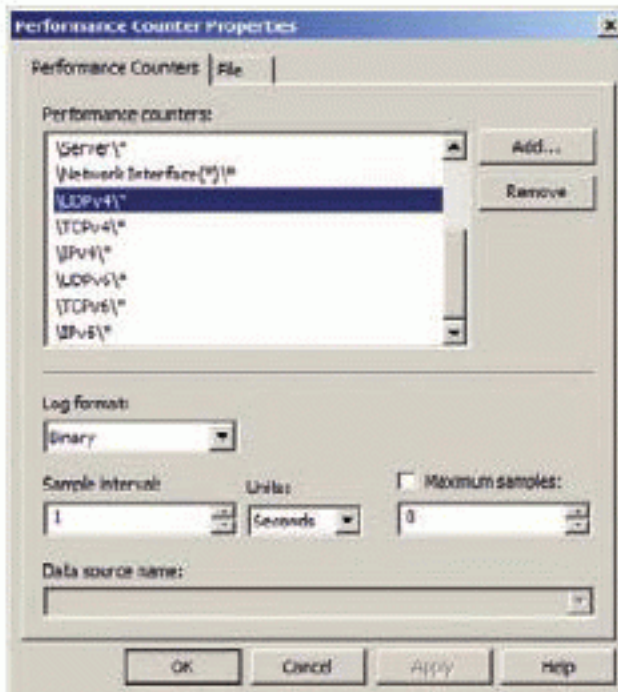 Performance Counter Properties
Performance Counters File
Performance counters:
\Server\*
\Network Interface(*)\*
\UDPv4\*
\TCPv4\*
\IPv4\*
\UDPv6\*
\TCPv6\*
\IPv6\*
Add...
Remove
Log format:
Binary
Sample interval:
Units:
Maximum samples:
1
Seconds
0
Data source name:
OK Cancel Apply Help